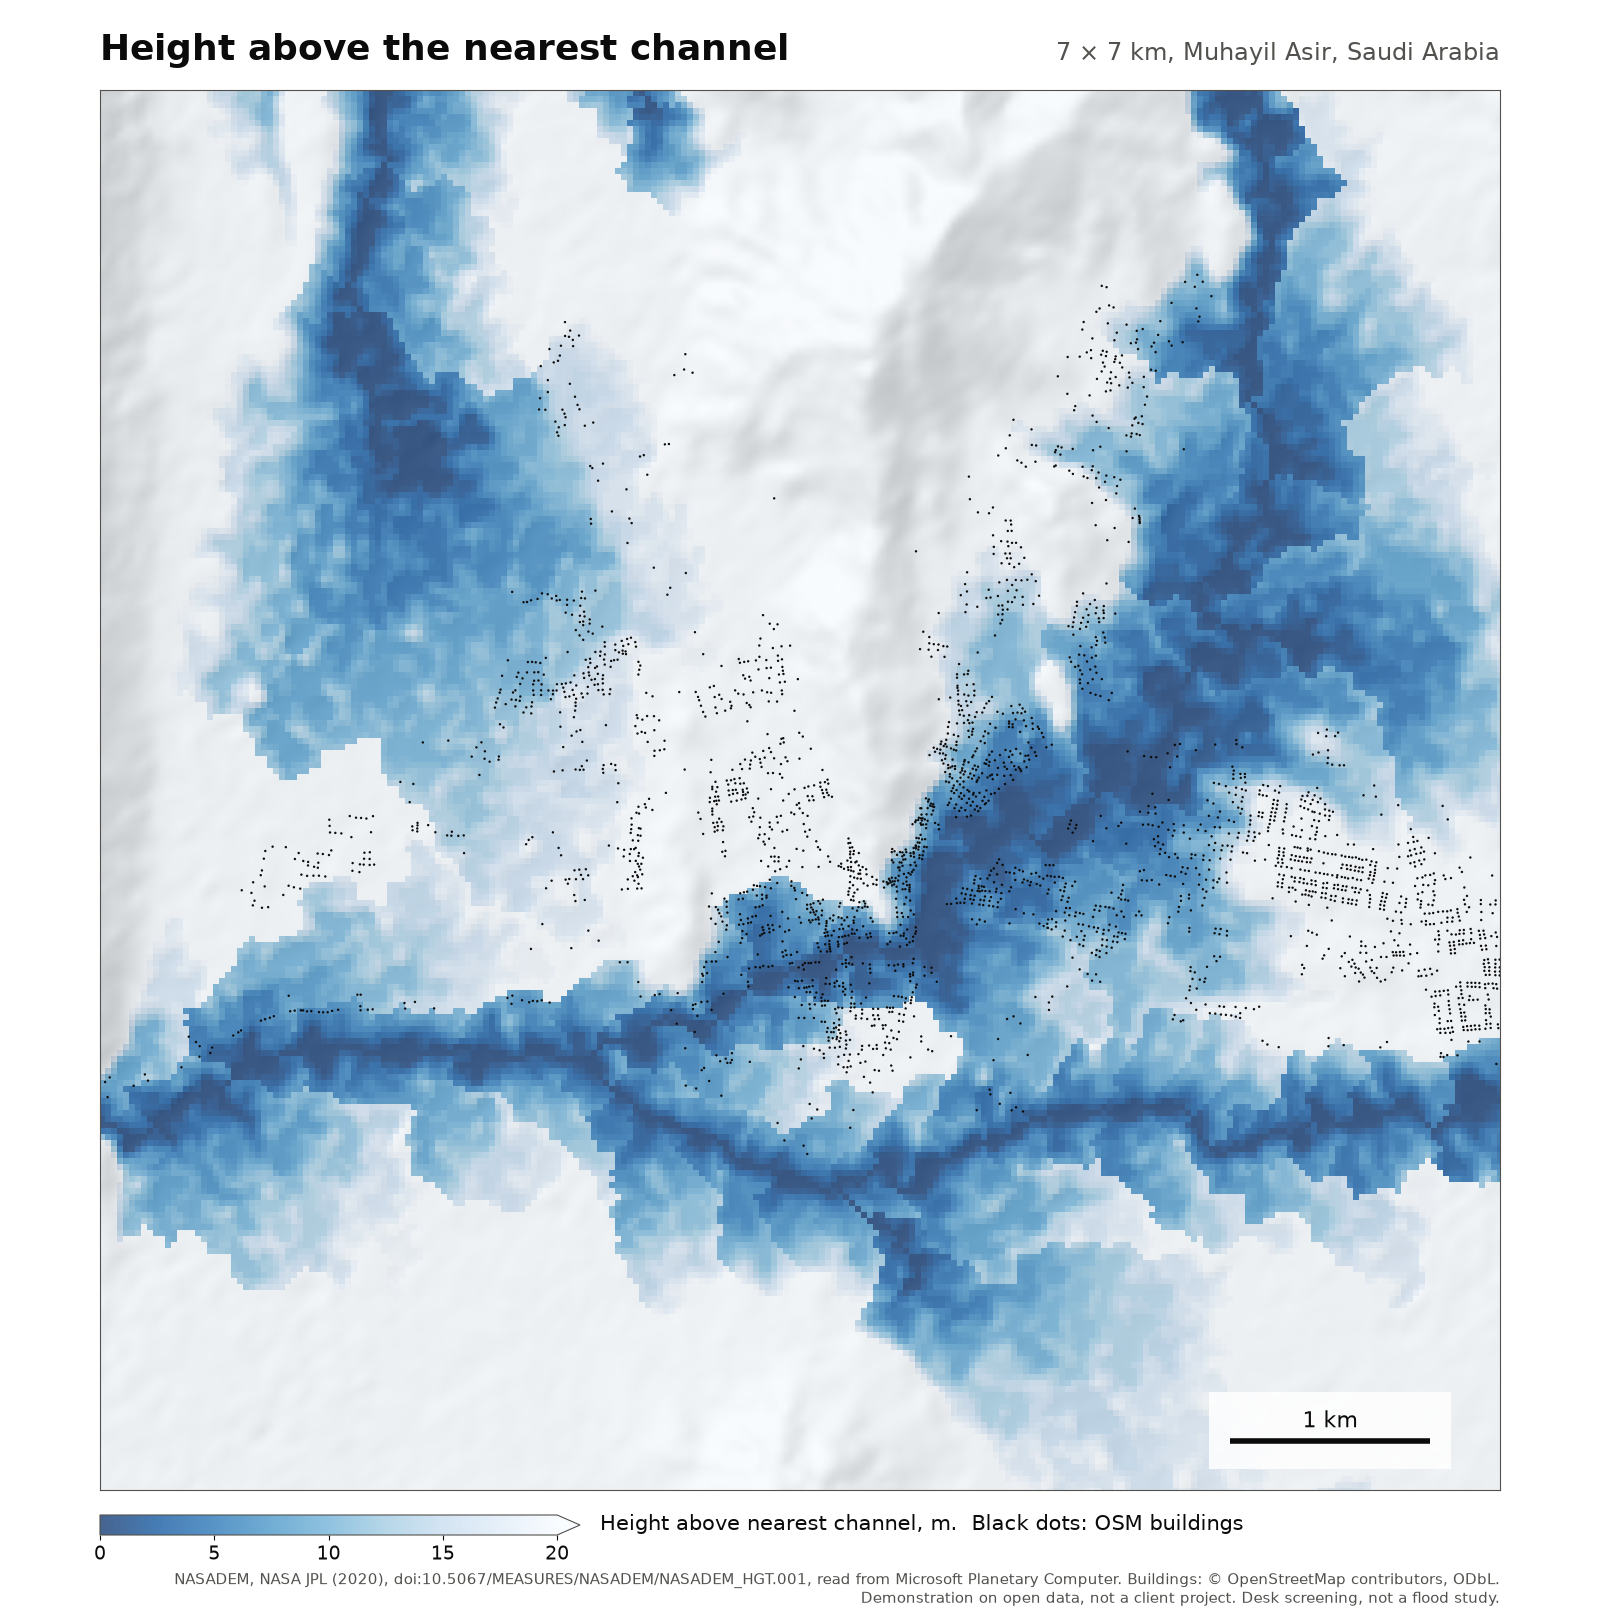 Height above the nearest channel
7 × 7 km, Muhayil Asir, Saudi Arabia
1 km
Height above nearest channel, m.  Black dots: OSM buildings
0 5 10 15 20
NASADEM, NASA JPL (2020), doi:10.5067/MEASURES/NASADEM/NASADEM_HGT.001, read from Microsoft Planetary Computer. Buildings: © OpenStreetMap contributors, ODbL.
Demonstration on open data, not a client project. Desk screening, not a flood study.